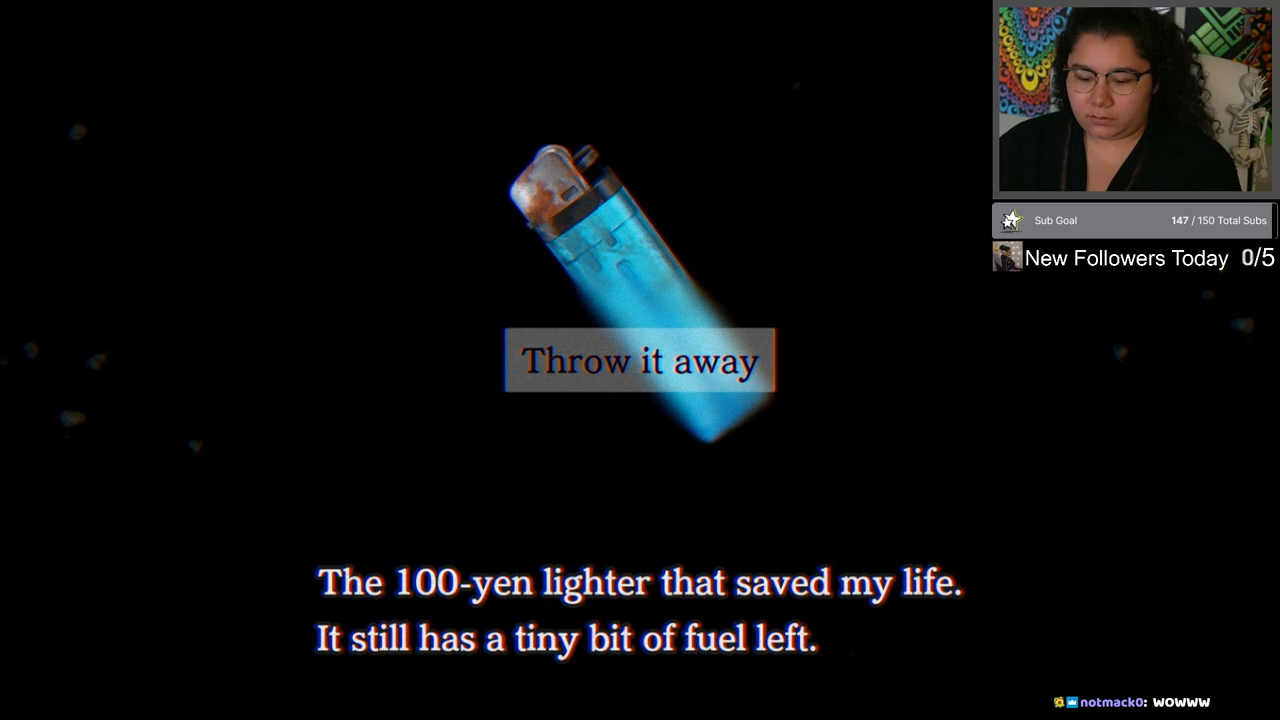 Sub Goal 147 / 150 Total Subs
New Followers Today 0/5
Throw it away
The 100-yen lighter that saved my life.
It still has a tiny bit of fuel left.
notmack0: WOWWW